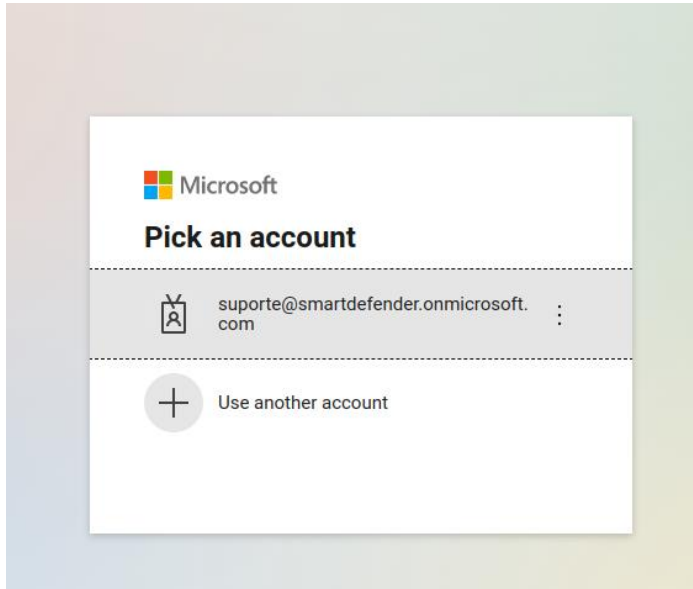 Microsoft
Pick an account
suporte@smartdefender.onmicrosoft.
com
Use another account